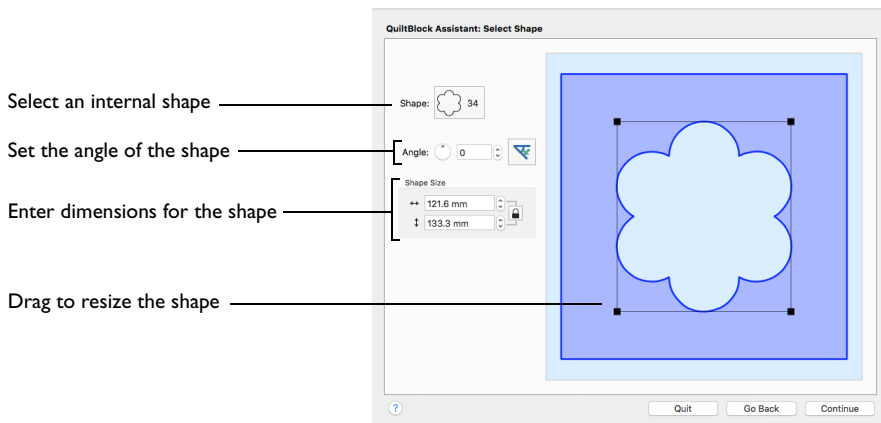 QuiltBlock Assistant: Select Shape
Select an internal shape
Shape: 34
Set the angle of the shape
Angle: 0
Shape Size
Enter dimensions for the shape
121.6 mm
133.3 mm
Drag to resize the shape
?
Quit
Go Back
Continue